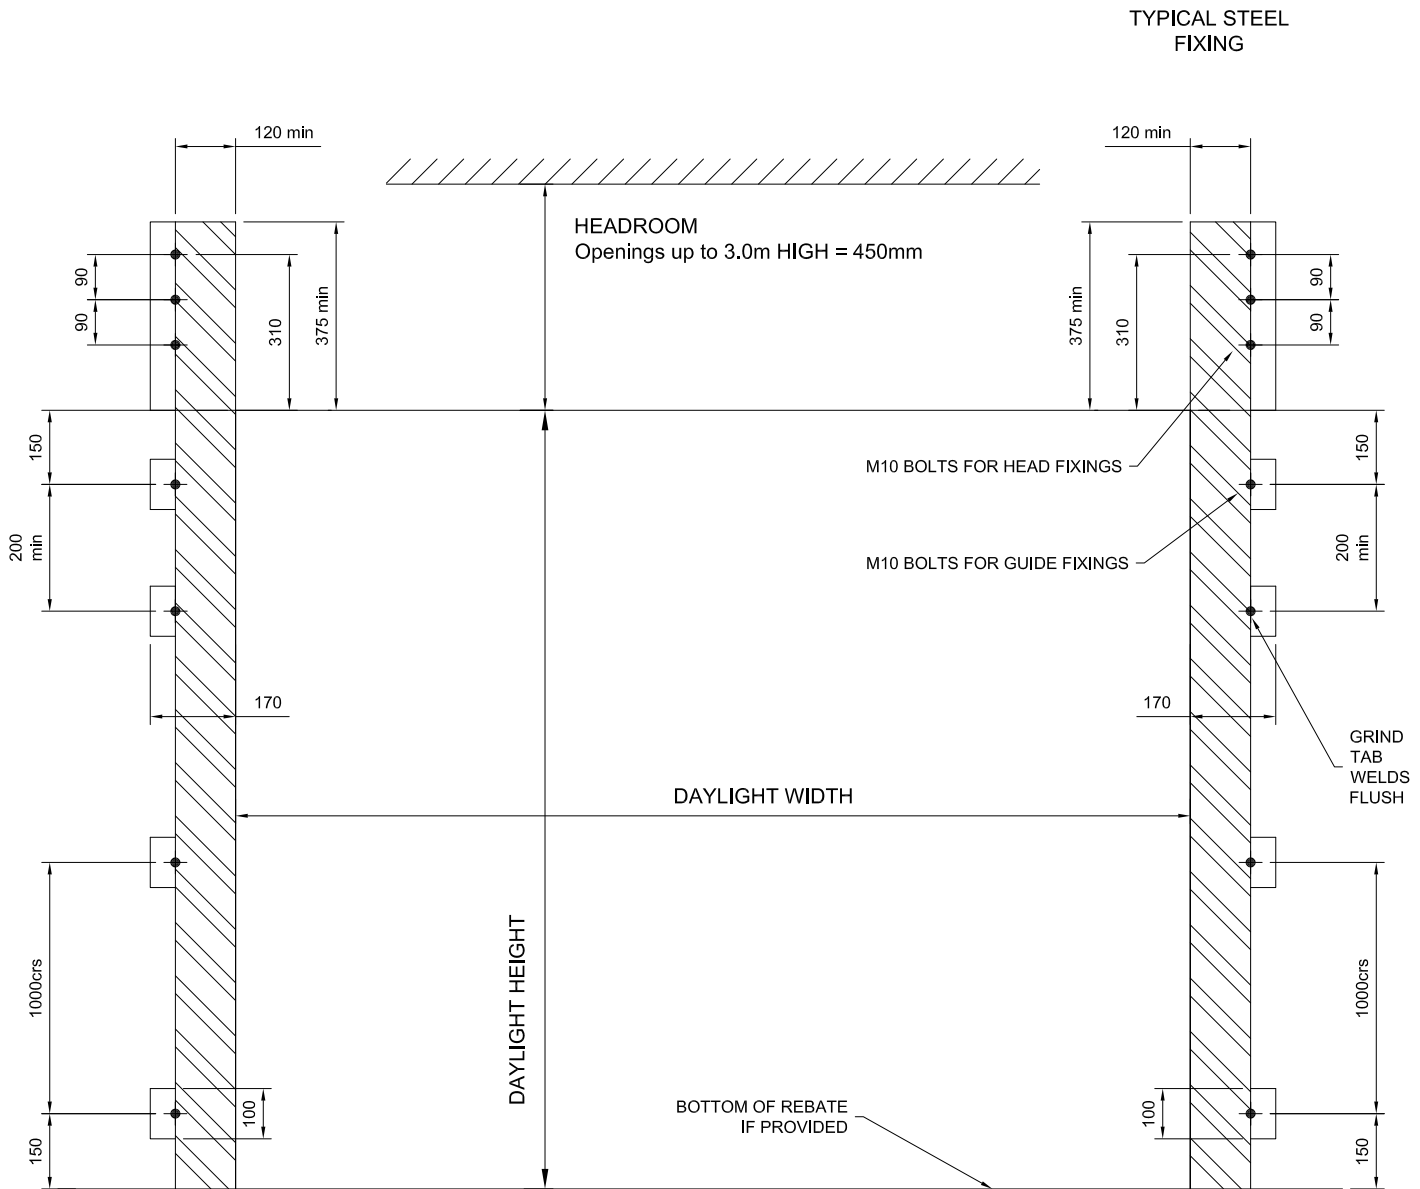 TYPICAL STEEL
FIXING
120 min
120 min
HEADROOM
Openings up to 3.0m HIGH = 450mm
90
90
310
375 min
375 min
310
90
90
150
150
M10 BOLTS FOR HEAD FIXINGS
200
min
200
min
M10 BOLTS FOR GUIDE FIXINGS
170
170
GRIND
TAB
WELDS
FLUSH
DAYLIGHT WIDTH
DAYLIGHT HEIGHT
1000crs
1000crs
100
100
BOTTOM OF REBATE
IF PROVIDED
150
150